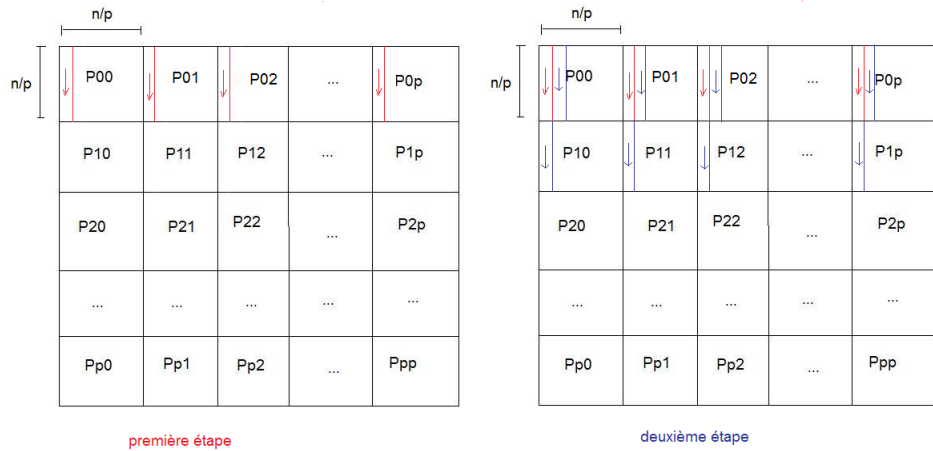 n/p
n/p
P00 P01 P02 ... P0p
P10 P11 P12 ... P1p
P20 P21 P22 ... P2p
... ... ... ... ...
Pp0 Pp1 Pp2 ... Ppp
première étape
n/p
n/p
P00 P01 P02 ... P0p
P10 P11 P12 ... P1p
P20 P21 P22 ... P2p
... ... ... ... ...
Pp0 Pp1 Pp2 ... Ppp
deuxième étape